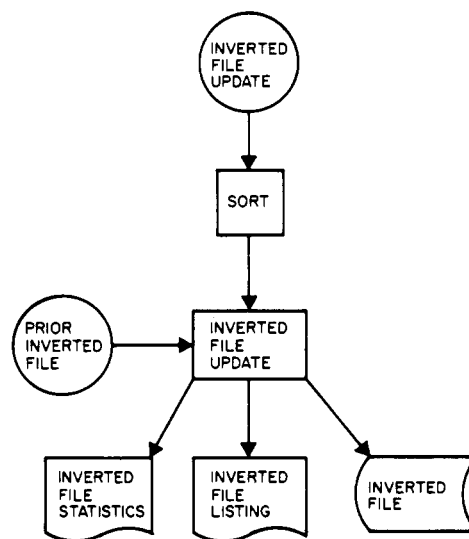 INVERTED
FILE
UPDATE
SORT
PRIOR
INVERTED
FILE
INVERTED
FILE
UPDATE
INVERTED
FILE
STATISTICS
INVERTED
FILE
LISTING
INVERTED
FILE